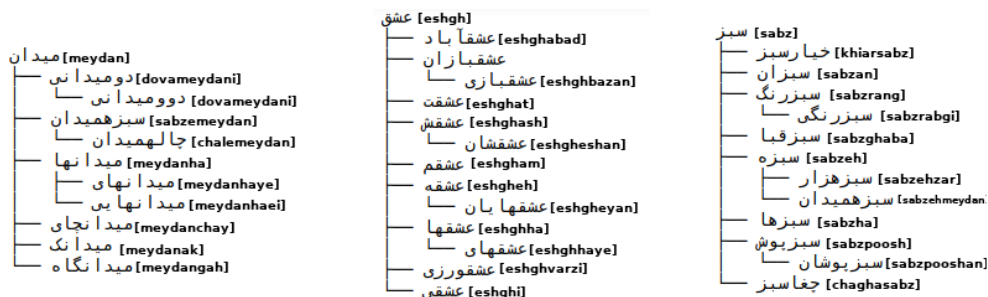 میدان [meydan]
دومیدانی [dovameydani]
دوومیدانی [dovameydani]
سبزهمیدان [sabzemeydan]
چالهمیدان [chalemeydan]
میدانها [meydanha]
میدانهای [meydanhaye]
میدانهایی [meydanhaei]
میدانچای [meydanchay]
میدانک [meydanak]
میدانگاه [meydangah]
عشق [eshgh]
عشقآباد [eshghabad]
عشقبازان
عشقبازی [eshghbazan]
عشقت [eshghat]
عشقش [eshghash]
عشقشان [eshgheshan]
عشقم [eshgham]
عشقه [eshgheh]
عشقهایان [eshgheyan]
عشقها [eshghha]
عشقهای [eshghhaye]
عشقورزی [eshghvarzi]
عشقی [eshghi]
سبز [sabz]
خیارسبز [khiarsabz]
سبزان [sabzan]
سبزرنگ [sabzrang]
سبزرنگی [sabzrabgi]
سبزقبا [sabzghaba]
سبزه [sabzeh]
سبزهزار [sabzehzar]
سبزهمیدان [sabzehmeydan]
سبزها [sabzha]
سبزپوش [sabzpoosh]
سبزپوشان [sabzpooshan]
چغاسبز [chaghasabz]